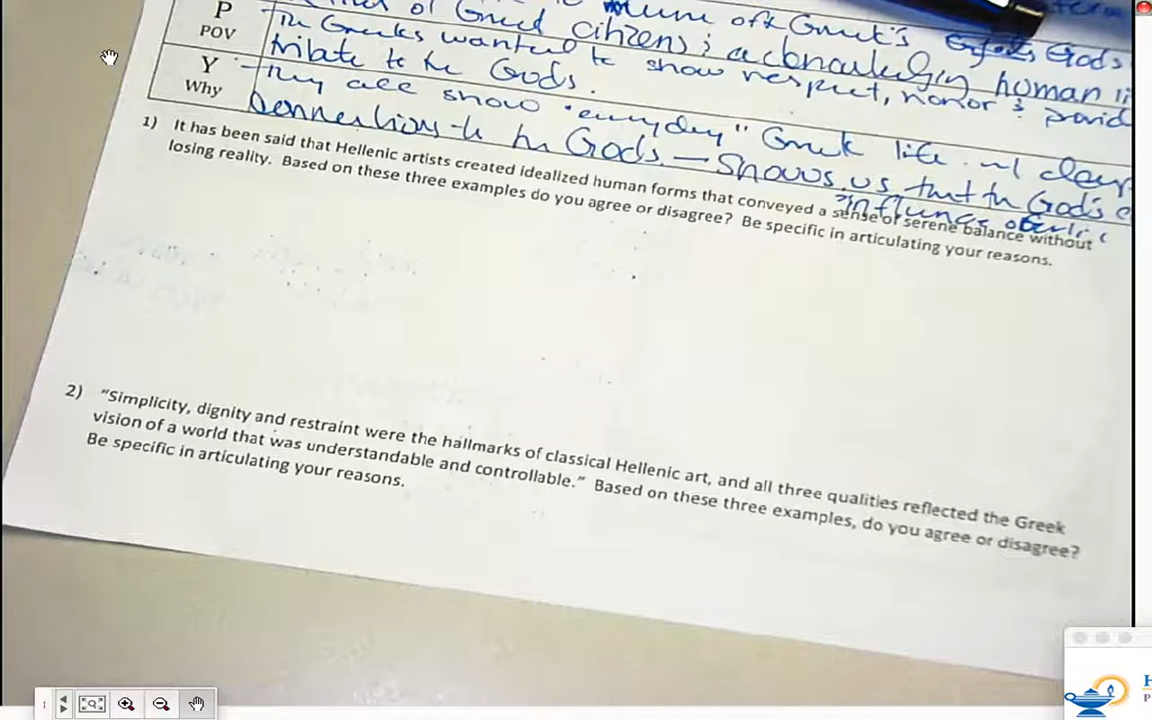 of Greek citizens; acknowledging human
P
POV
-The Greeks wanted to show respect, honor & provid
tribate to the Gods.
Y
Why
-They all show "everyday" Greek life w/ clear
connections to the Gods - Shows us that the God's
influence
1) It has been said that Hellenic artists created idealized human forms that conveyed a sense of serene balance without
losing reality. Based on these three examples do you agree or disagree? Be specific in articulating your reasons.
2) "Simplicity, dignity and restraint were the hallmarks of classical Hellenic art, and all three qualities reflected the Greek
vision of a world that was understandable and controllable." Based on these three examples, do you agree or disagree?
Be specific in articulating your reasons.
H
P